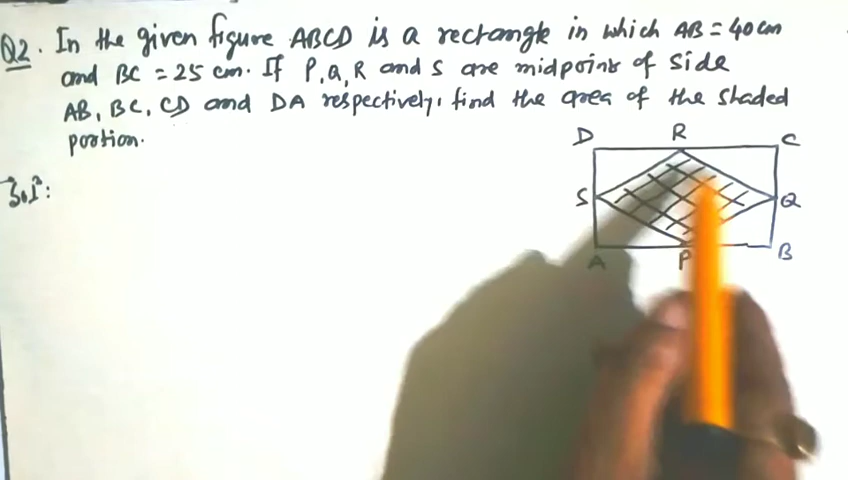 Q2. In the given figure ABCD is a rectangle in which AB = 40 cm
and BC = 25 cm. If P, Q, R and S are midpoint of side
AB, BC, CD and DA respectively, find the area of the shaded
portion.
Sol:
D R C
S Q
A P B